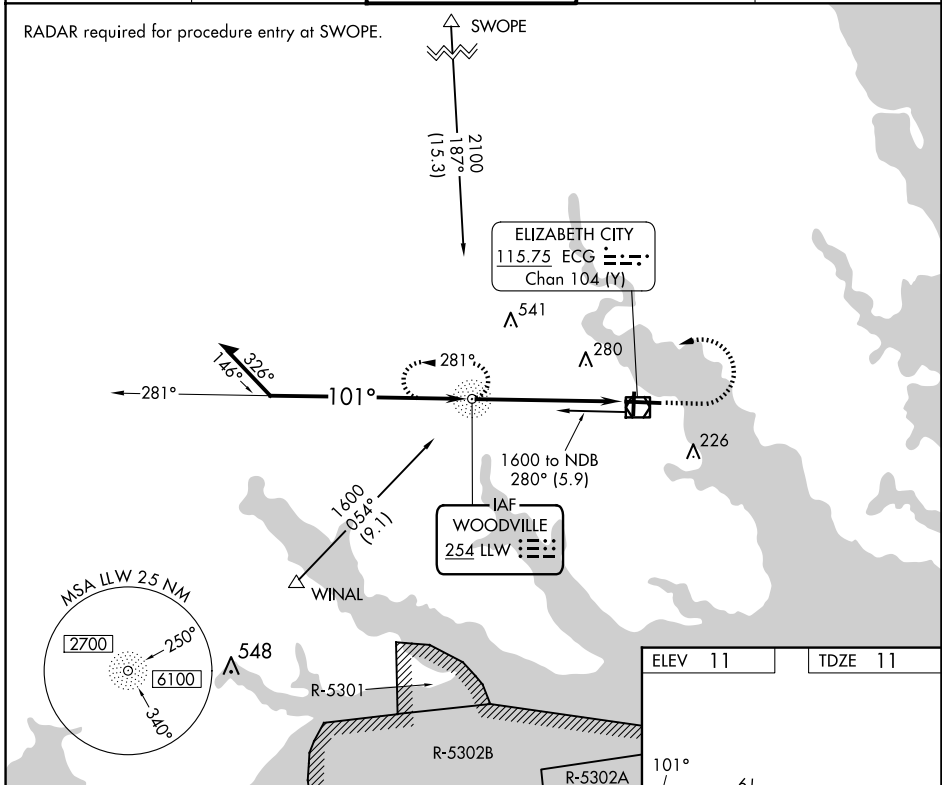 RADAR required for procedure entry at SWOPE.
SWOPE
2100
187°
(15.3)
ELIZABETH CITY
115.75 ECG
Chan 104 (Y)
541
280
326°
146°
281°
281°
101°
226
1600 to NDB
280° (5.9)
1600
054°
(9.1)
IAF
WOODVILLE
254 LLW
WINAL
MSA LLW 25 NM
2700
250°
6100
340°
548
R-5301
R-5302B
R-5302A
ELEV 11
TDZE 11
101°